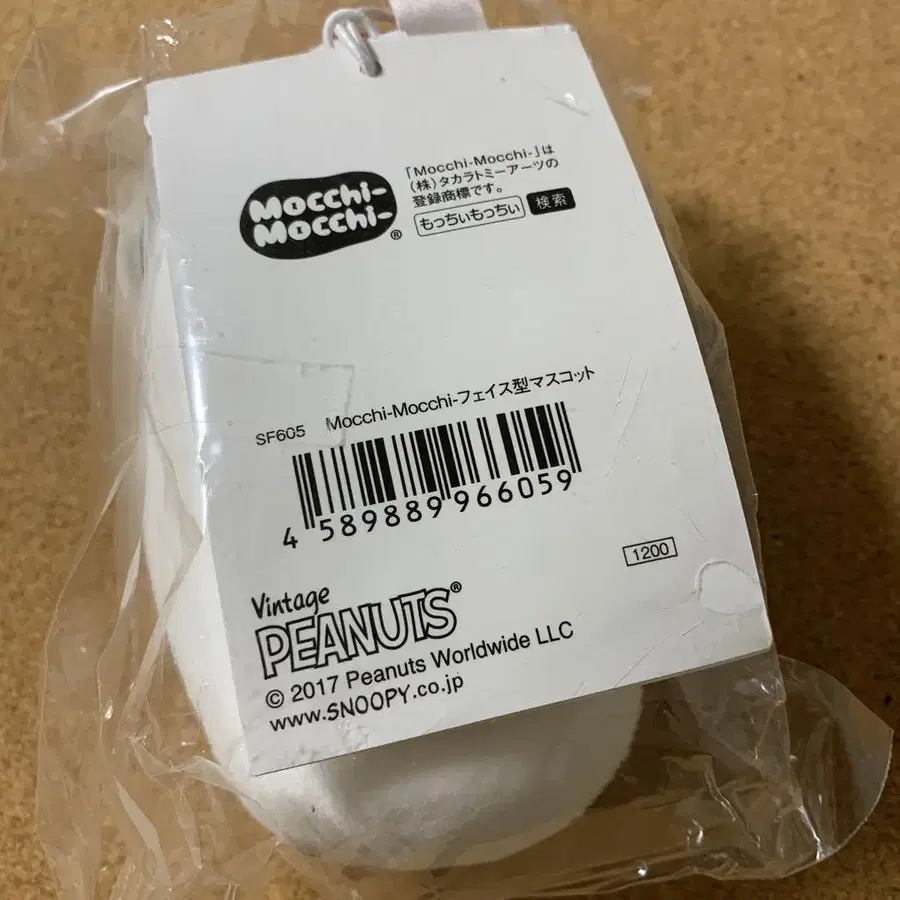 Mocchi-
Mocchi-®
「Mocchi-Mocchi-」は
(株)タカラトミーアーツの
登録商標です。
もっちぃもっちぃ 検索
SF605 Mocchi-Mocchi-フェイス型マスコット
4 589889 966059
1200
Vintage
PEANUTS®
© 2017 Peanuts Worldwide LLC
www.SNOOPY.co.jp